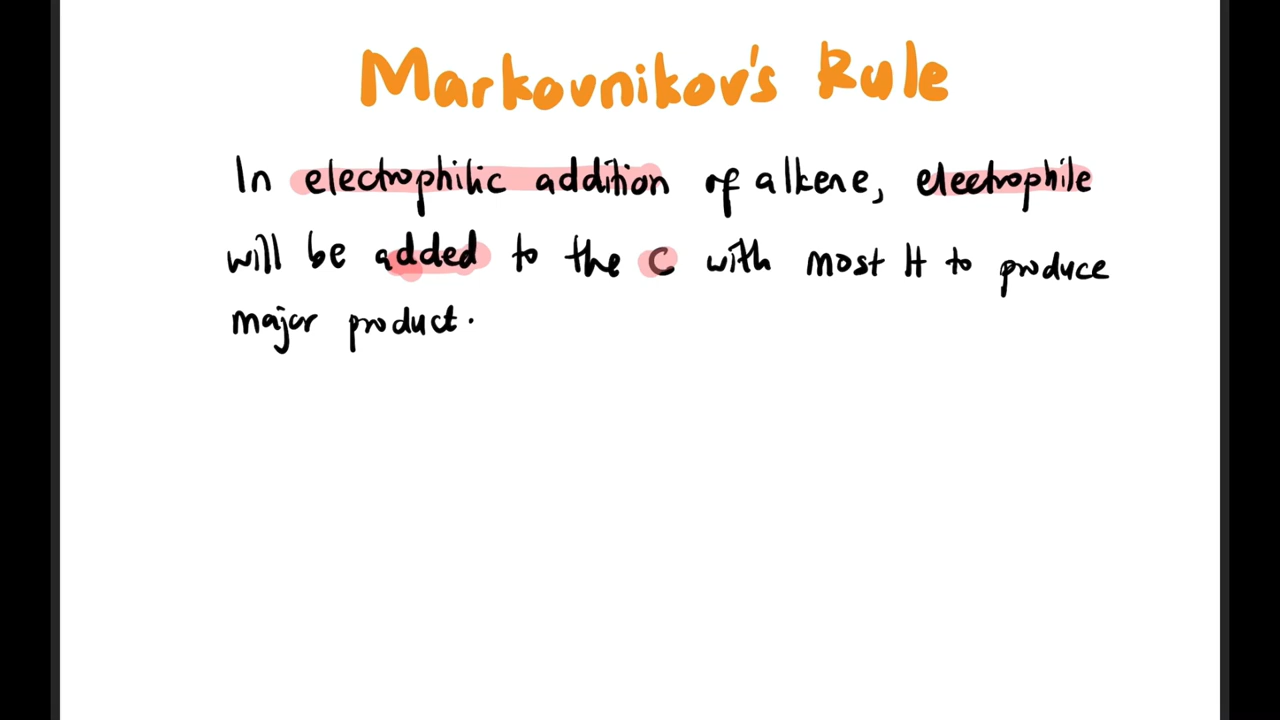 Markovnikov's Rule
In electrophilic addition of alkene, electrophile
will be added to the C with most H to produce
major product.